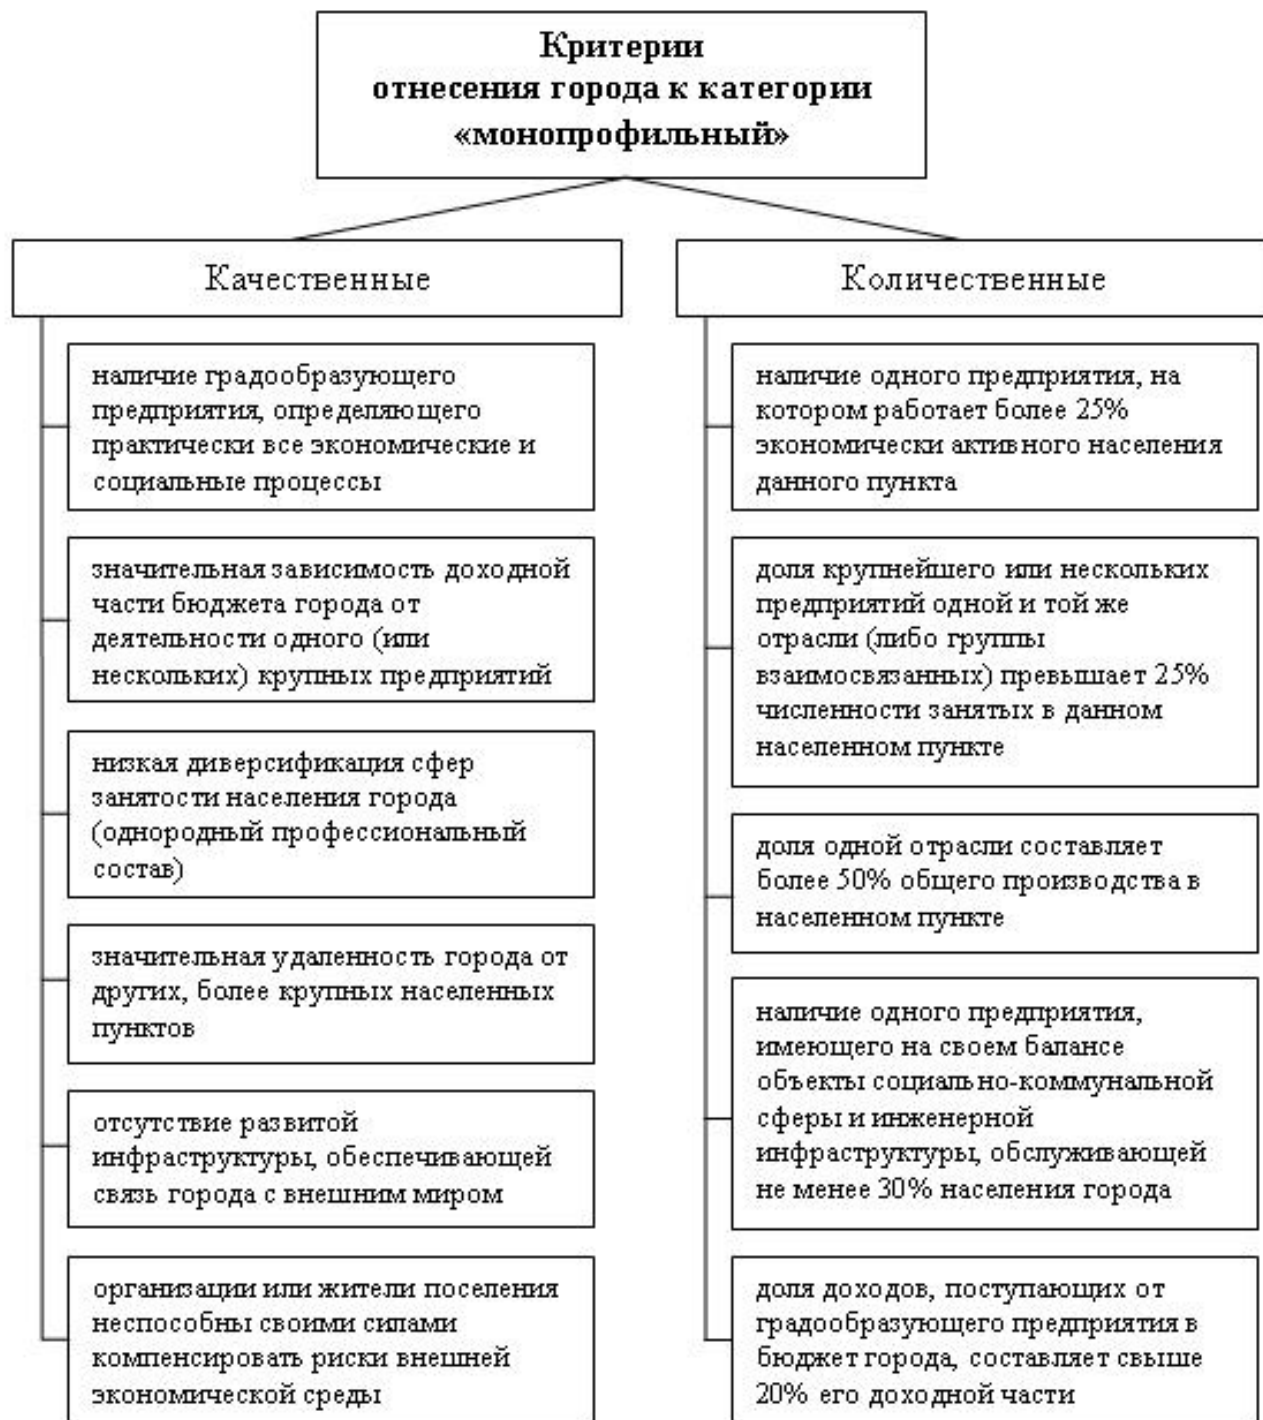 Критерии
отнесения города к категории
«монопрофильный»
Качественные
наличие градообразующего
предприятия, определяющего
практически все экономические и
социальные процессы
значительная зависимость доходной
части бюджета города от
деятельности одного (или
нескольких) крупных предприятий
низкая диверсификация сфер
занятости населения города
(однородный профессиональный
состав)
значительная удаленность города от
других, более крупных населенных
пунктов
отсутствие развитой
инфраструктуры, обеспечивающей
связь города с внешним миром
организации или жители поселения
неспособны своими силами
компенсировать риски внешней
экономической среды
Количественные
наличие одного предприятия, на
котором работает более 25%
экономически активного населения
данного пункта
доля крупнейшего или нескольких
предприятий одной и той же
отрасли (либо группы
взаимосвязанных) превышает 25%
численности занятых в данном
населенном пункте
доля одной отрасли составляет
более 50% общего производства в
населенном пункте
наличие одного предприятия,
имеющего на своем балансе
объекты социально-коммунальной
сферы и инженерной
инфраструктуры, обслуживающей
не менее 30% населения города
доля доходов, поступающих от
градообразующего предприятия в
бюджет города, составляет свыше
20% его доходной части